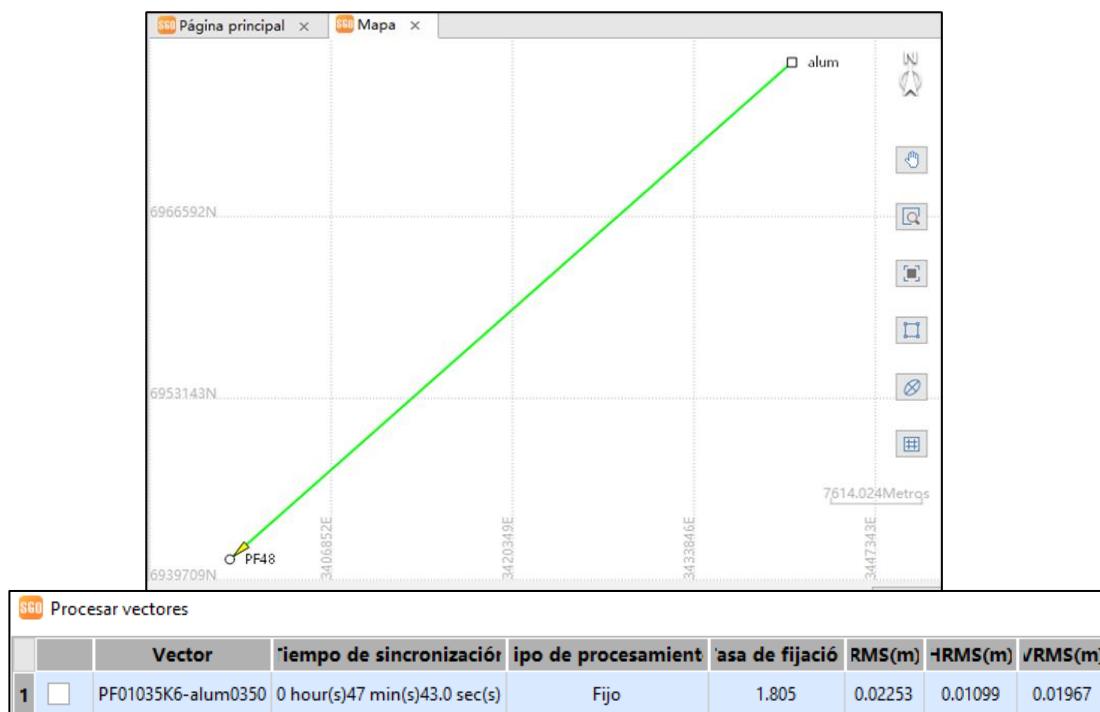 SGO Página principal × SGO Mapa ×
alum
N
6966592N
6953143N
7614.024Metros
3406852E 3420349E 3433846E 3447343E
PF48
6939709N
SGO Procesar vectores
Vector Tiempo de sincronización ipo de procesamient asa de fijació RMS(m) HRMS(m) VRMS(m)
1 PF01035K6-alum0350 0 hour(s)47 min(s)43.0 sec(s) Fijo 1.805 0.02253 0.01099 0.01967